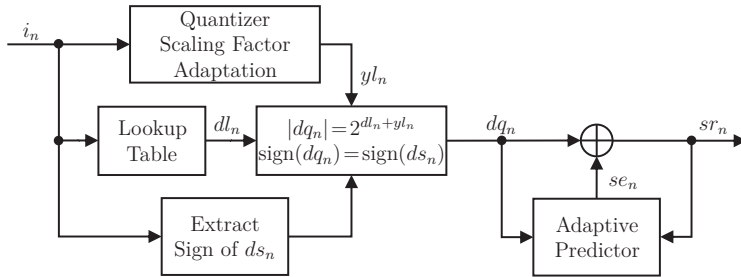 Quantizer
Scaling Factor
Adaptation
i_n
yl_n
Lookup
Table
dl_n
|dq_n| = 2^{dl_n+yl_n}
sign(dq_n) = sign(ds_n)
dq_n
sr_n
se_n
Extract
Sign of ds_n
Adaptive
Predictor